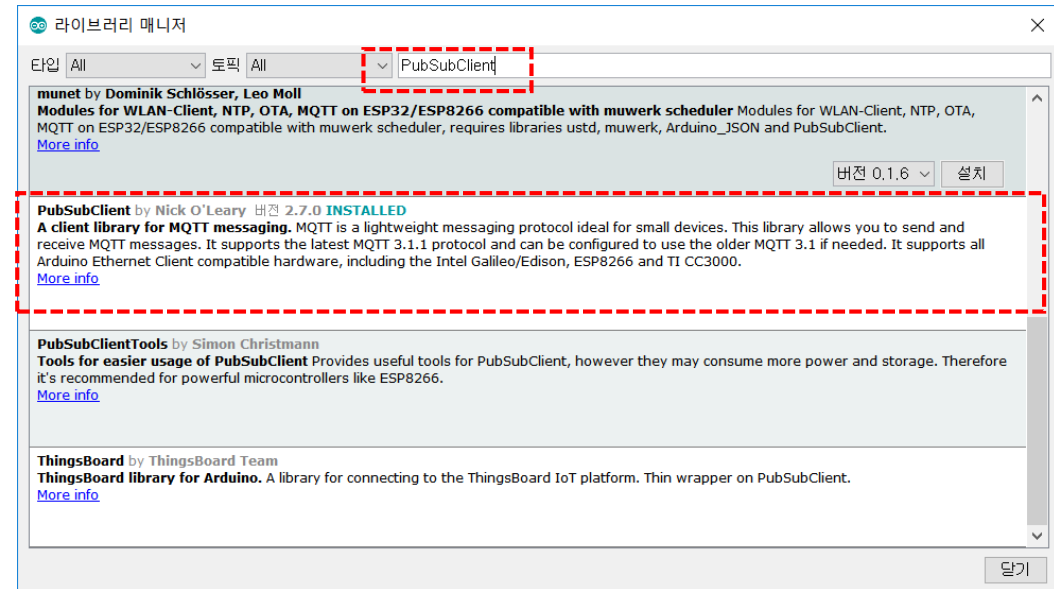 라이브러리 매니저
타입 All 토픽 All PubSubClient
munet by Dominik Schlösser, Leo Moll
Modules for WLAN-Client, NTP, OTA, MQTT on ESP32/ESP8266 compatible with muwerk scheduler Modules for WLAN-Client, NTP, OTA,
MQTT on ESP32/ESP8266 compatible with muwerk scheduler, requires libraries ustd, muwerk, Arduino_JSON and PubSubClient.
More info
버전 0.1.6 설치
PubSubClient by Nick O'Leary 버전 2.7.0 INSTALLED
A client library for MQTT messaging. MQTT is a lightweight messaging protocol ideal for small devices. This library allows you to send and
receive MQTT messages. It supports the latest MQTT 3.1.1 protocol and can be configured to use the older MQTT 3.1 if needed. It supports all
Arduino Ethernet Client compatible hardware, including the Intel Galileo/Edison, ESP8266 and TI CC3000.
More info
PubSubClientTools by Simon Christmann
Tools for easier usage of PubSubClient Provides useful tools for PubSubClient, however they may consume more power and storage. Therefore
it's recommended for powerful microcontrollers like ESP8266.
More info
ThingsBoard by ThingsBoard Team
ThingsBoard library for Arduino. A library for connecting to the ThingsBoard IoT platform. Thin wrapper on PubSubClient.
More info
닫기